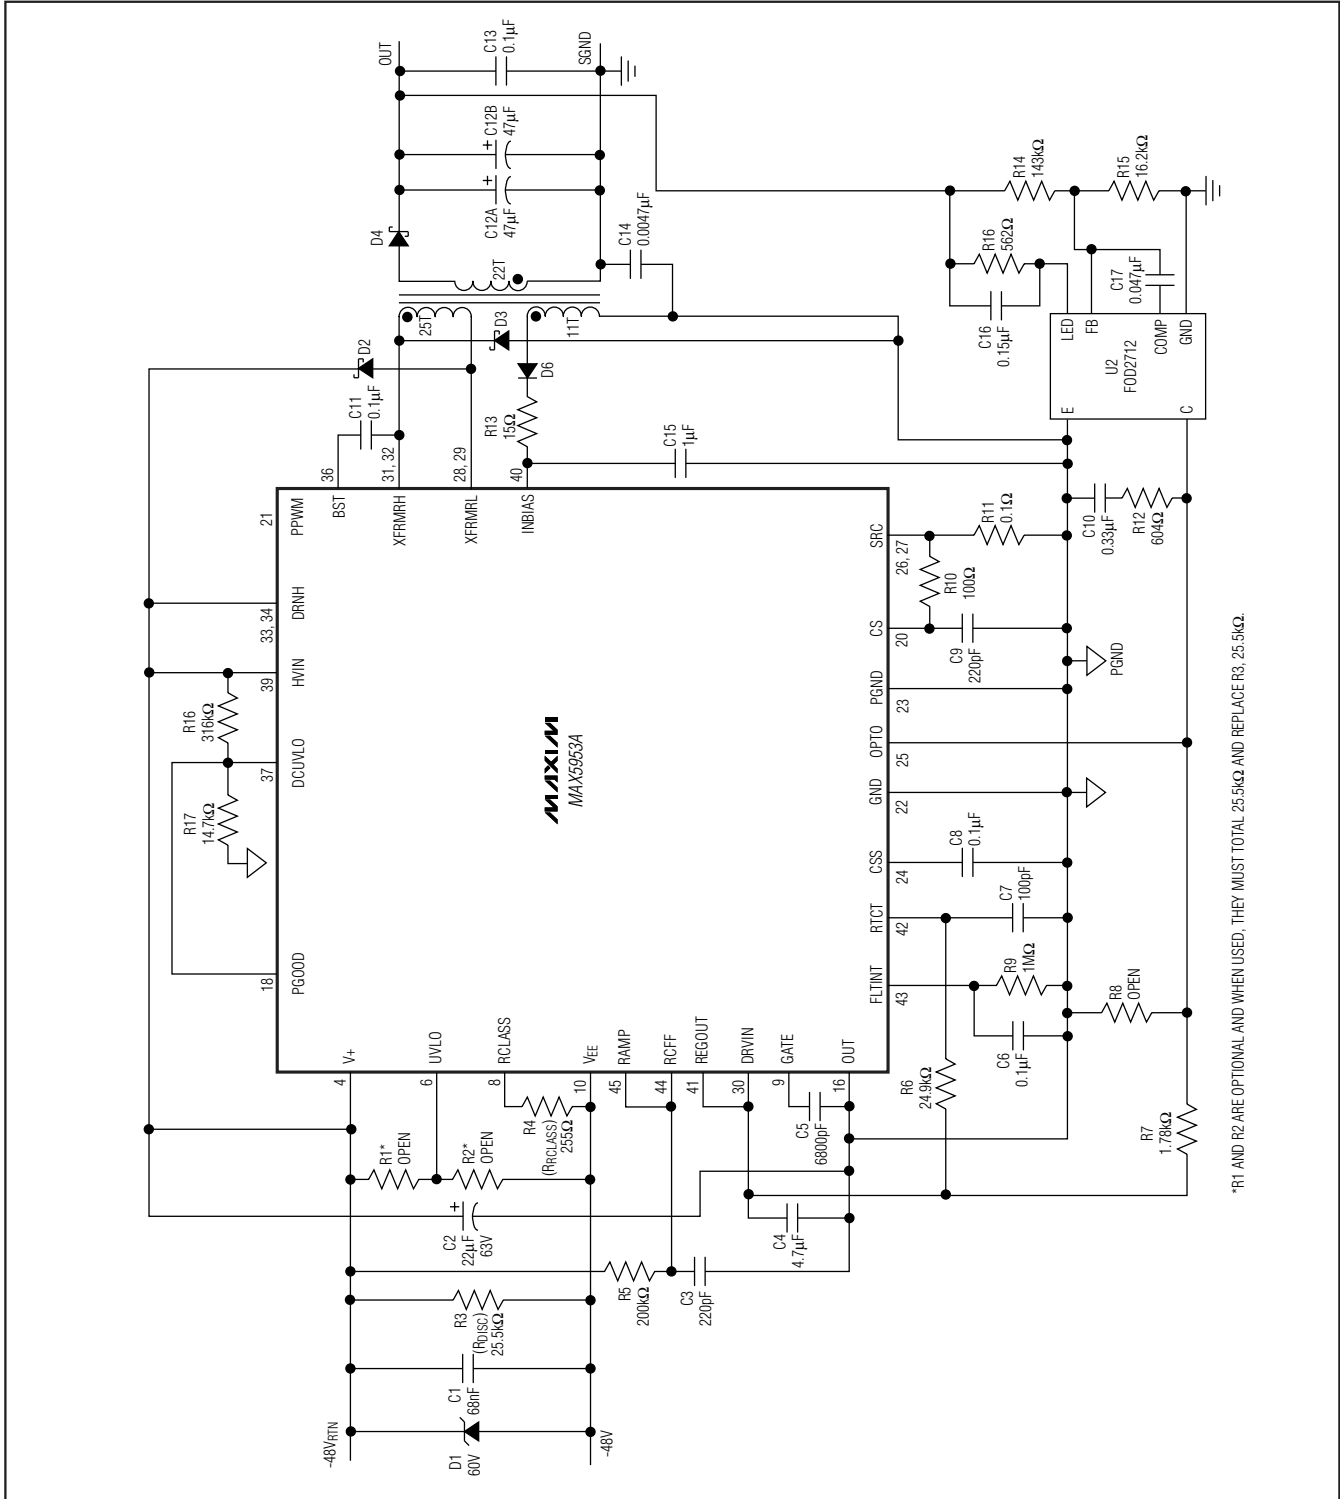 -48VRTN
D1
60V
-48V
C1
68nF
R3
(RDISC)
25.5kΩ
C2
22µF
63V
+
R1*
OPEN
R2*
OPEN
R4
(RRCLASS)
255Ω
R5
200kΩ
C3
220pF
C4
4.7µF
C5
6800pF
4
6
8
10
45
44
41
30
9
16
V+
UVLO
RCLASS
VEE
RAMP
RCFF
REGOUT
DRVIN
GATE
OUT
MAXIM
MAX5953A
18
PGOOD
R17
14.7kΩ
37
DCUVLO
R16
316kΩ
39
HVIN
33, 34
DRNH
21
PPWM
36
BST
31, 32
XFRMRH
28, 29
XFRMRL
40
INBIAS
C11
0.1µF
D2
R13
15Ω
D6
D3
25T
11T
22T
D4
C12A
47µF
+
C12B
47µF
+
C13
0.1µF
OUT
SGND
C14
0.0047µF
C15
1µF
FLTINT
43
RTCT
42
CSS
24
GND
22
OPTO
25
PGND
23
CS
20
SRC
26, 27
R6
24.9kΩ
C6
0.1µF
R9
1MΩ
C7
100pF
C8
0.1µF
C9
220pF
R10
100Ω
R11
0.1Ω
PGND
R7
1.78kΩ
R8
OPEN
C10
0.33µF
R12
604Ω
E
C
U2
FOD2712
LED
FB
COMP
GND
C16
0.15µF
R16
562Ω
C17
0.047µF
R14
143kΩ
R15
16.2kΩ
*R1 AND R2 ARE OPTIONAL AND WHEN USED, THEY MUST TOTAL 25.5kΩ AND REPLACE R3, 25.5kΩ.